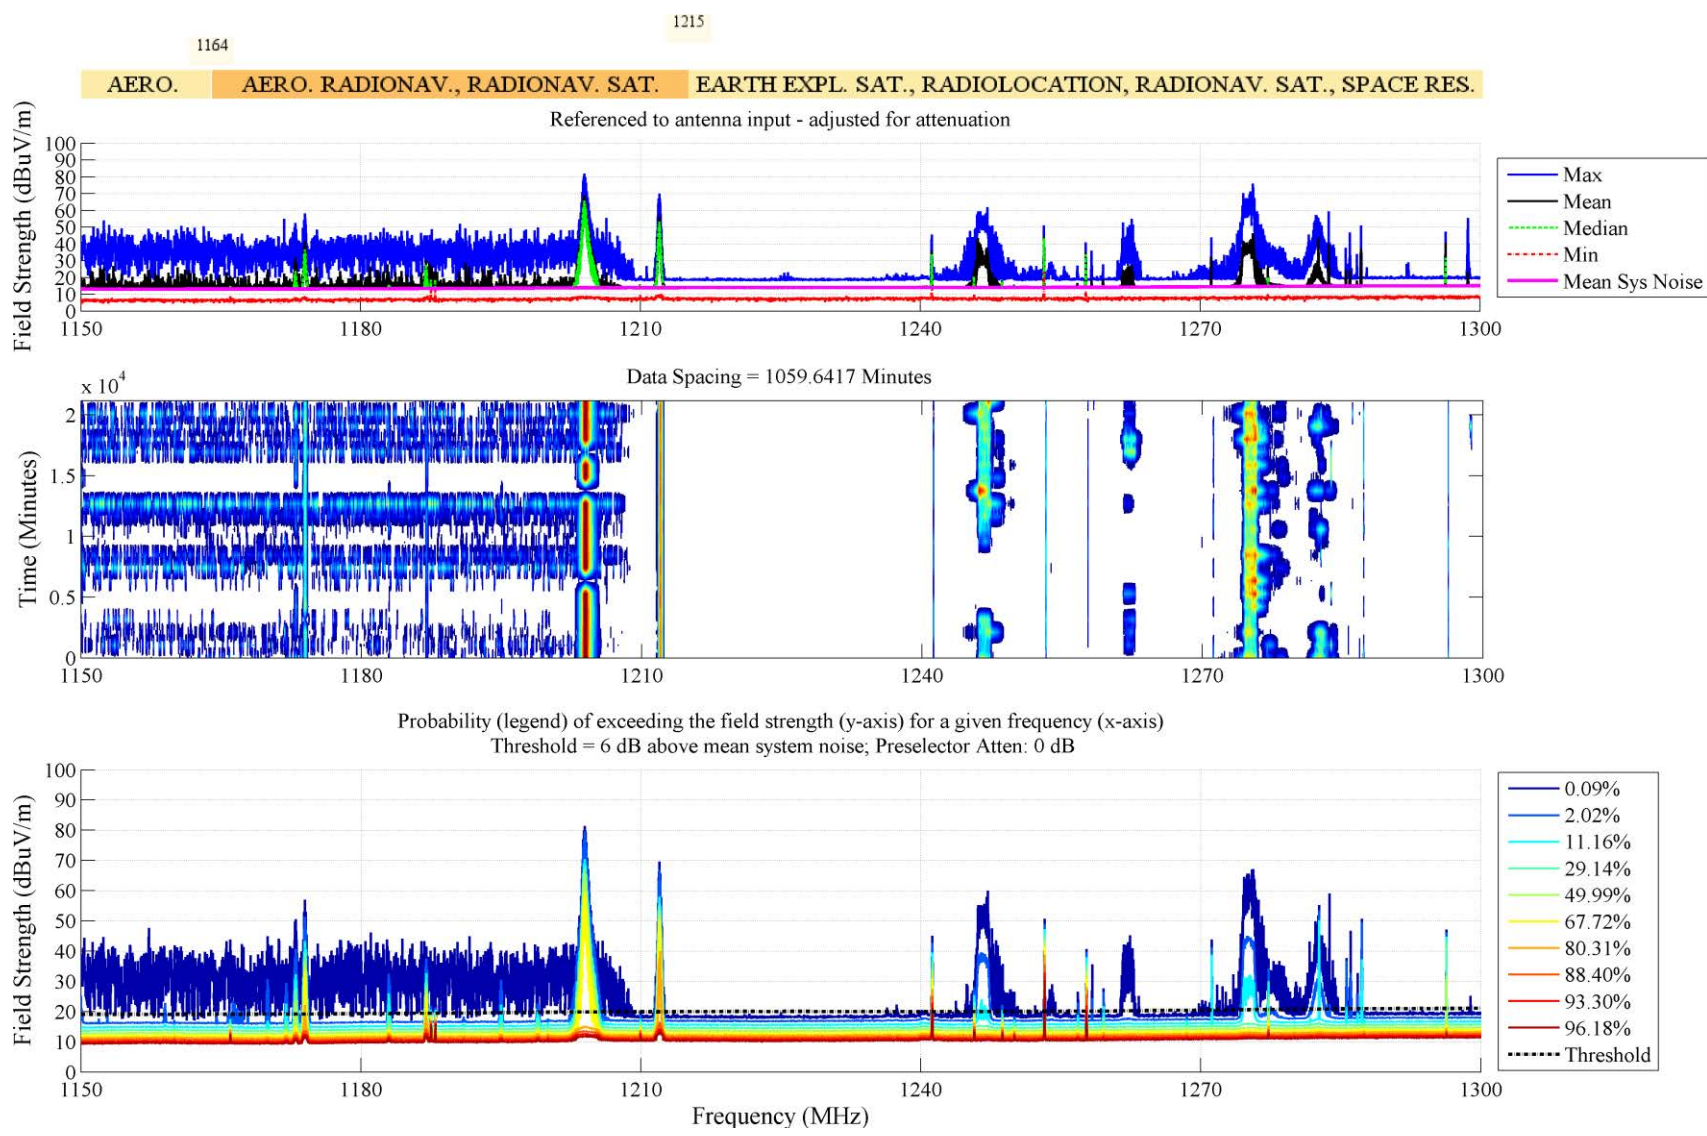 1215
1164
AERO. AERO. RADIONAV., RADIONAV. SAT. EARTH EXPL. SAT., RADIOLOCATION, RADIONAV. SAT., SPACE RES.
Referenced to antenna input - adjusted for attenuation
Field Strength (dBuV/m)
100
90
80
70
60
50
40
30
20
10
0
1150 1180 1210 1240 1270 1300
Max
Mean
Median
Min
Mean Sys Noise
Data Spacing = 1059.6417 Minutes
x 10^4
Time (Minutes)
2
1.5
1
0.5
0
1150 1180 1210 1240 1270 1300
Probability (legend) of exceeding the field strength (y-axis) for a given frequency (x-axis)
Threshold = 6 dB above mean system noise; Preselector Atten: 0 dB
Field Strength (dBuV/m)
100
90
80
70
60
50
40
30
20
10
0
1150 1180 1210 1240 1270 1300
Frequency (MHz)
0.09%
2.02%
11.16%
29.14%
49.99%
67.72%
80.31%
88.40%
93.30%
96.18%
Threshold